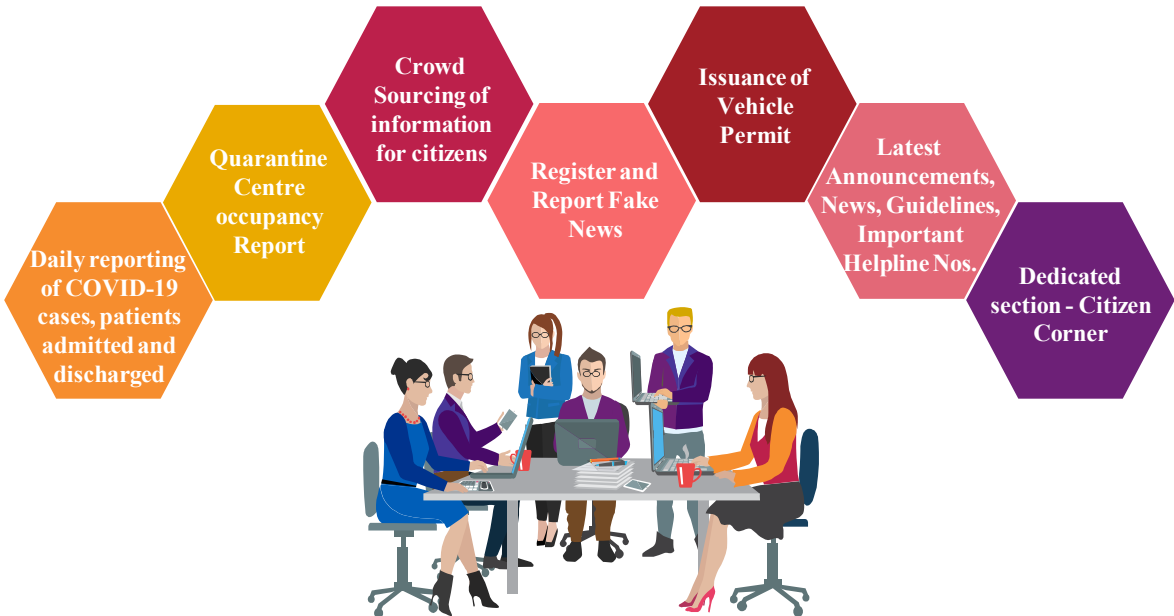 Daily reporting
of COVID-19
cases, patients
admitted and
discharged
Quarantine
Centre
occupancy
Report
Crowd
Sourcing of
information
for citizens
Register and
Report Fake
News
Issuance of
Vehicle
Permit
Latest
Announcements,
News, Guidelines,
Important
Helpline Nos.
Dedicated
section - Citizen
Corner